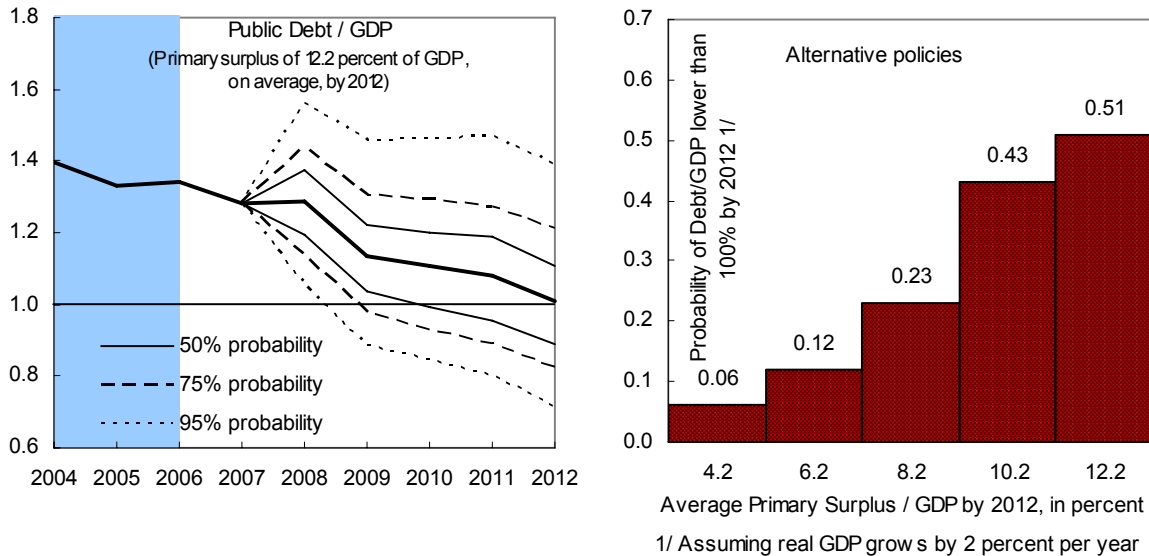 1.8
1.6
1.4
1.2
1.0
0.8
0.6
Public Debt / GDP
(Primary surplus of 12.2 percent of GDP,
on average, by 2012)
50% probability
75% probability
95% probability
2004 2005 2006 2007 2008 2009 2010 2011 2012
0.7
0.6
0.5
0.4
0.3
0.2
0.1
0.0
Probability of Debt/GDP lower than
100% by 2012 1/
Alternative policies
0.06
0.12
0.23
0.43
0.51
4.2 6.2 8.2 10.2 12.2
Average Primary Surplus / GDP by 2012, in percent
1/ Assuming real GDP grows by 2 percent per year